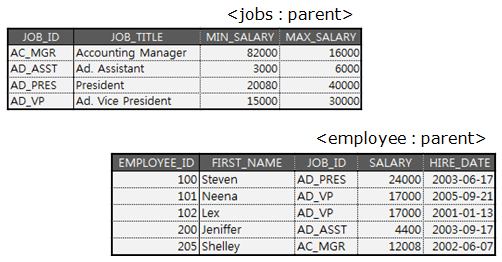 <jobs : parent>
JOB_ID JOB_TITLE MIN_SALARY MAX_SALARY
AC_MGR Accounting Manager 82000 16000
AD_ASST Ad. Assistant 3000 6000
AD_PRES President 20080 40000
AD_VP Ad. Vice President 15000 30000
<employee : parent>
EMPLOYEE_ID FIRST_NAME JOB_ID SALARY HIRE_DATE
100 Steven AD_PRES 24000 2003-06-17
101 Neena AD_VP 17000 2005-09-21
102 Lex AD_VP 17000 2001-01-13
200 Jeniffer AD_ASST 4400 2003-09-17
205 Shelley AC_MGR 12008 2002-06-07